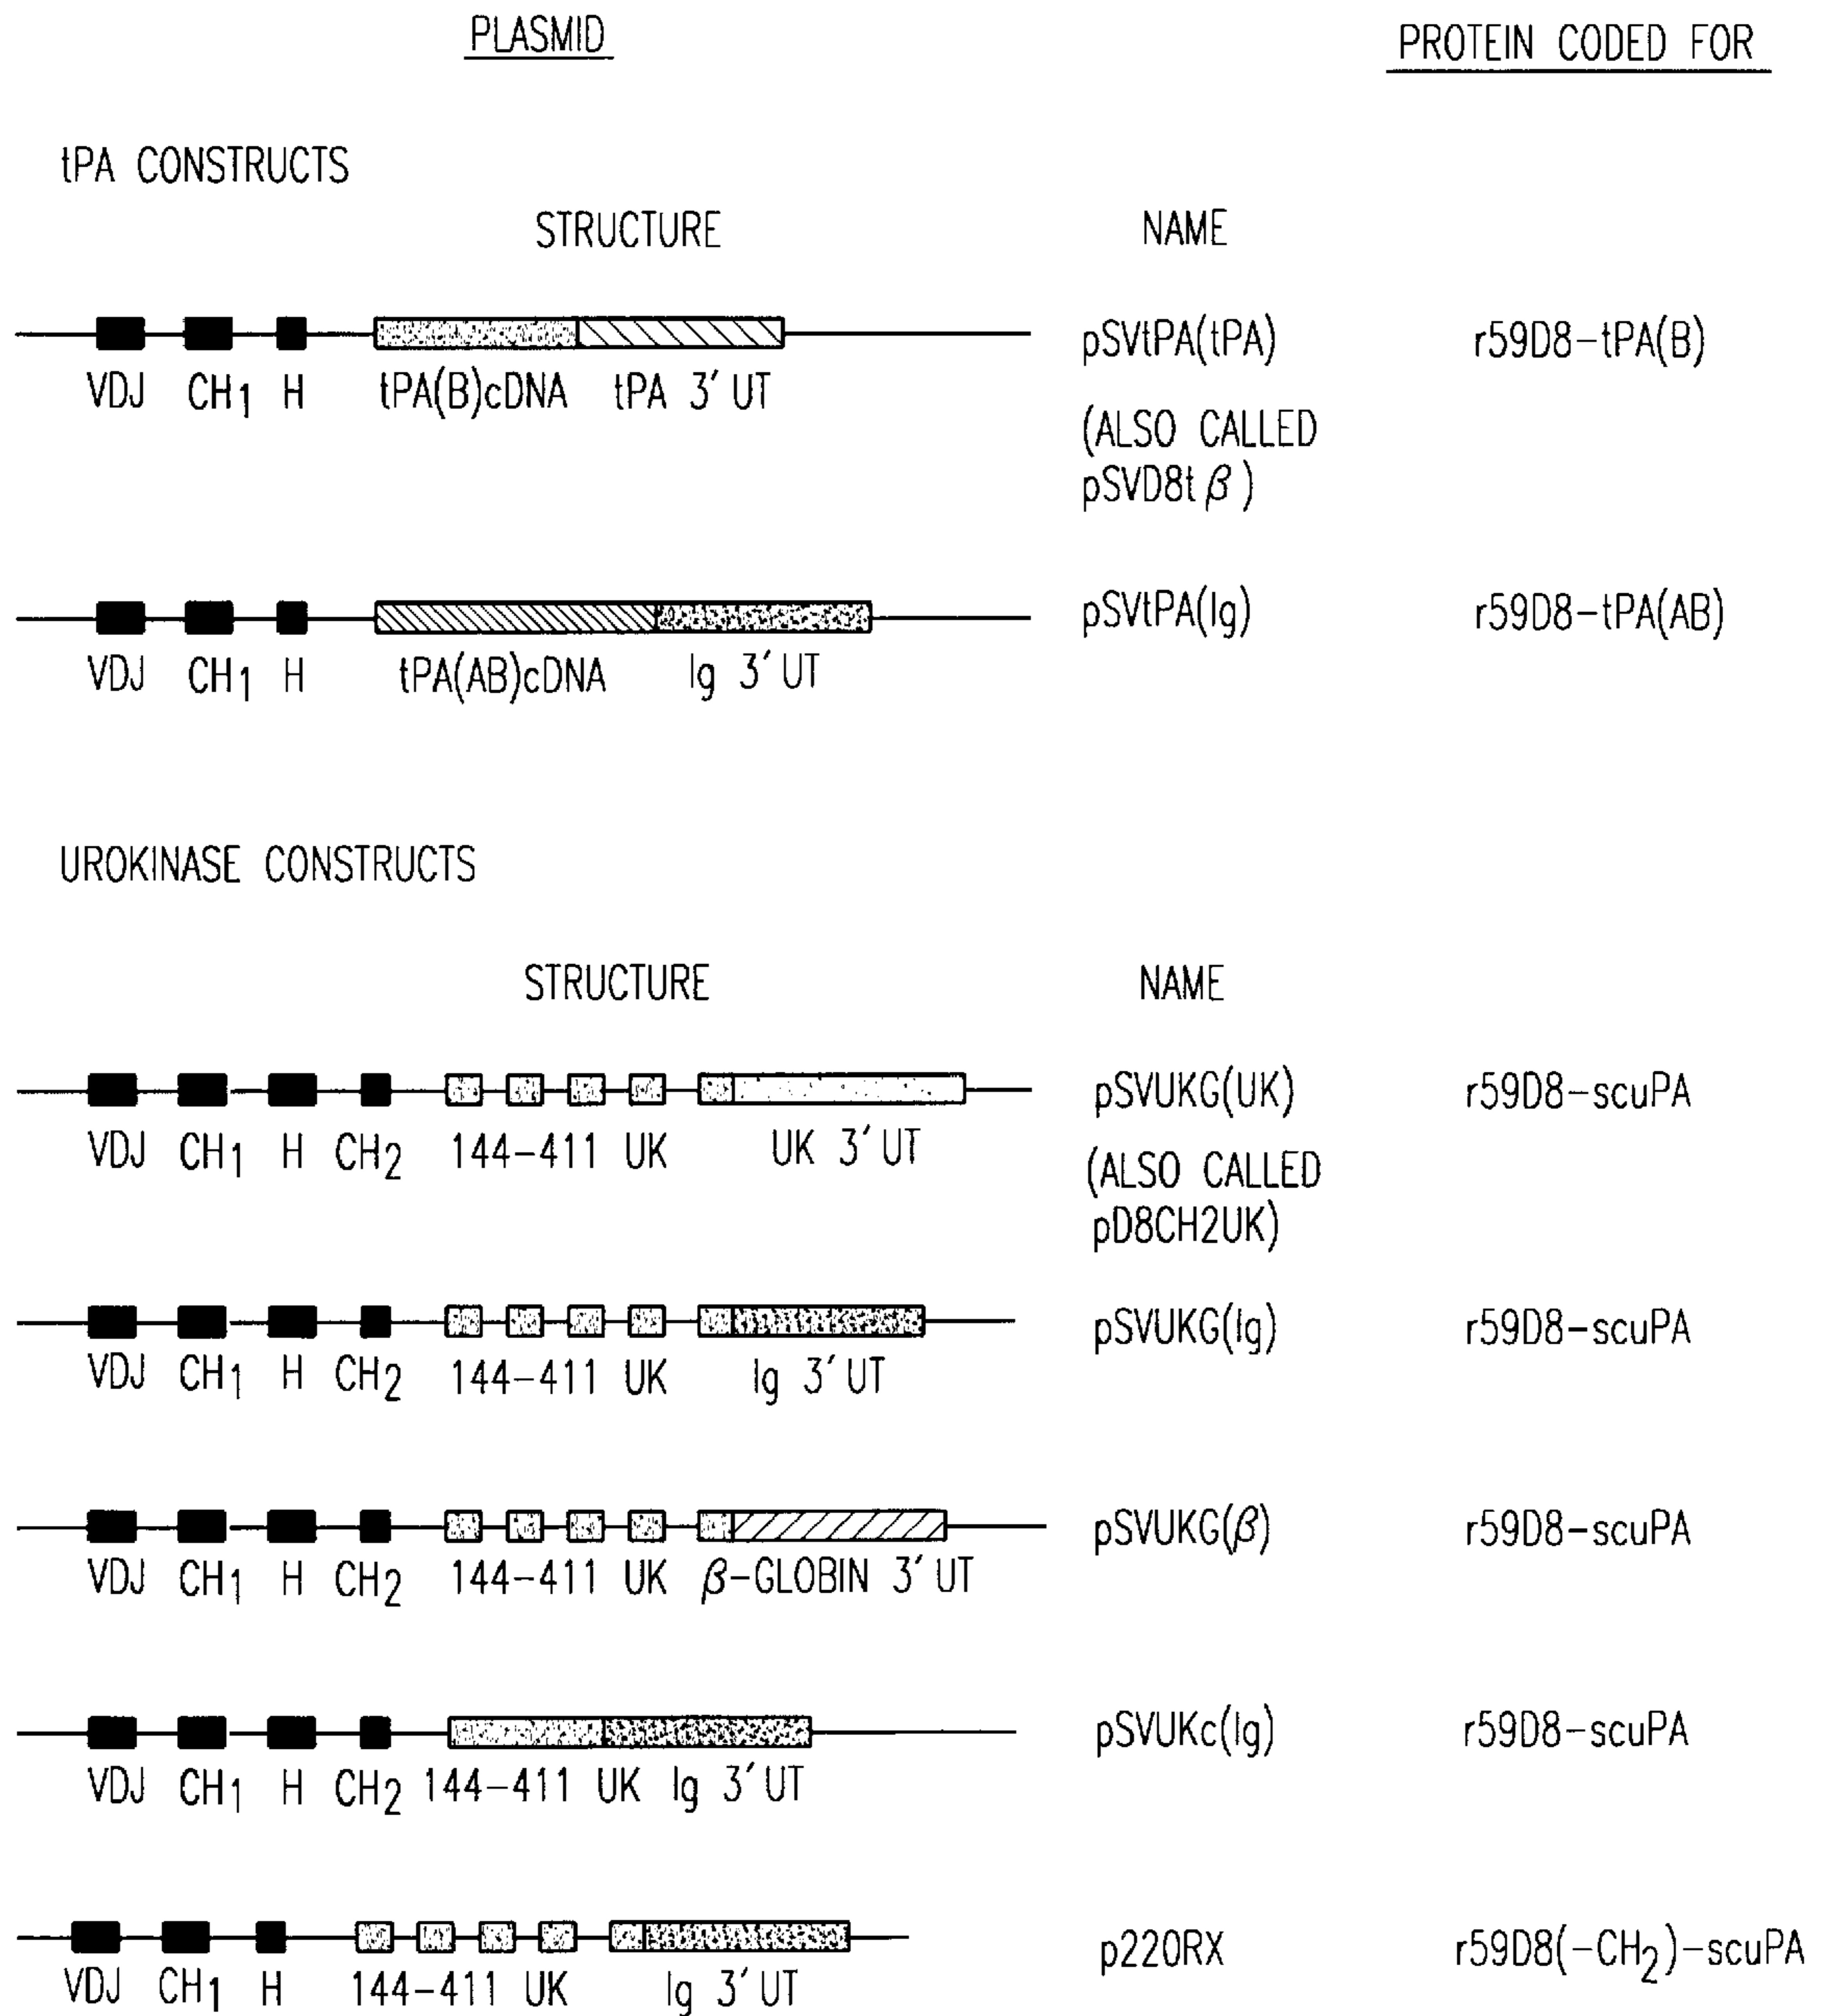 PLASMID PROTEIN CODED FOR
tPA CONSTRUCTS
STRUCTURE NAME
pSVtPA(tPA) r59D8-tPA(B)
VDJ CH1 H tPA(B)cDNA tPA 3′ UT
(ALSO CALLED
pSVD8tβ)
pSVtPA(Ig) r59D8-tPA(AB)
VDJ CH1 H tPA(AB)cDNA Ig 3′ UT
UROKINASE CONSTRUCTS
STRUCTURE NAME
pSVUKG(UK) r59D8-scuPA
VDJ CH1 H CH2 144-411 UK UK 3′ UT
(ALSO CALLED
pD8CH2UK)
pSVUKG(Ig) r59D8-scuPA
VDJ CH1 H CH2 144-411 UK Ig 3′ UT
pSVUKG(β) r59D8-scuPA
VDJ CH1 H CH2 144-411 UK β-GLOBIN 3′ UT
pSVUKc(Ig) r59D8-scuPA
VDJ CH1 H CH2 144-411 UK Ig 3′ UT
p220RX r59D8(-CH2)-scuPA
VDJ CH1 H 144-411 UK Ig 3′ UT